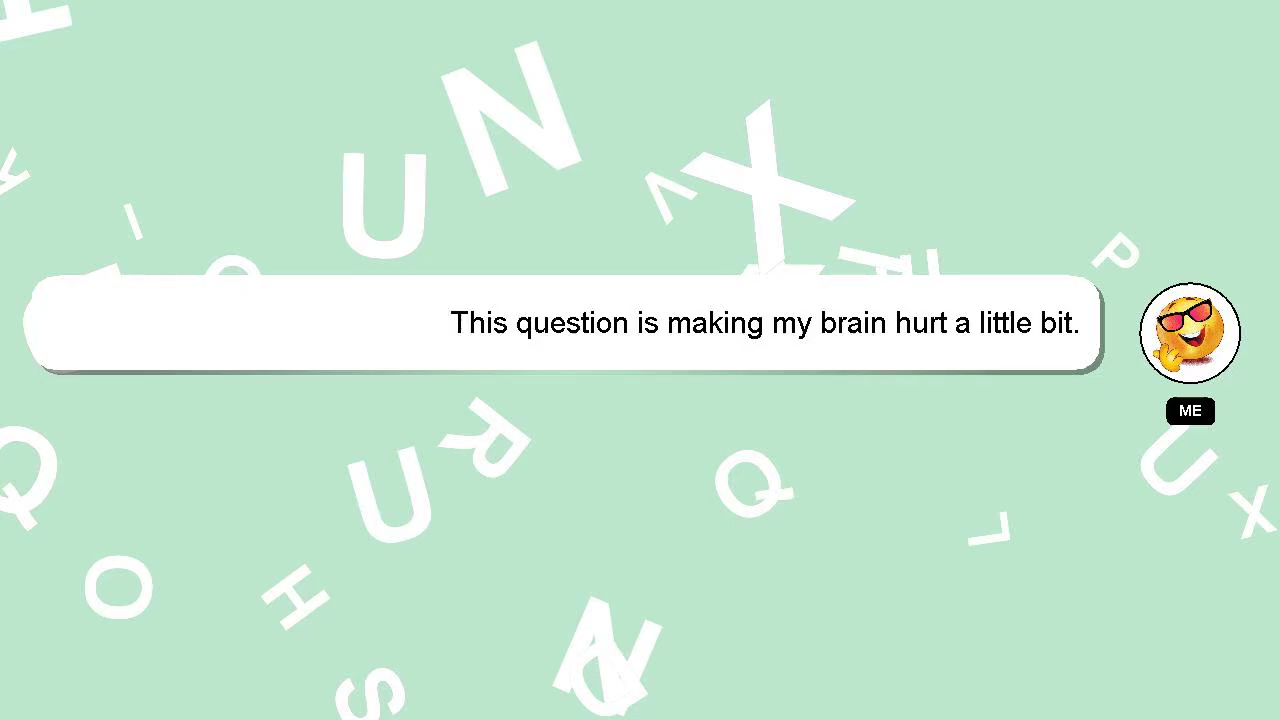 This question is making my brain hurt a little bit.
ME
N
U
X
V
I
P
Q
U
R
Q
L
U
X
O
H
S
N